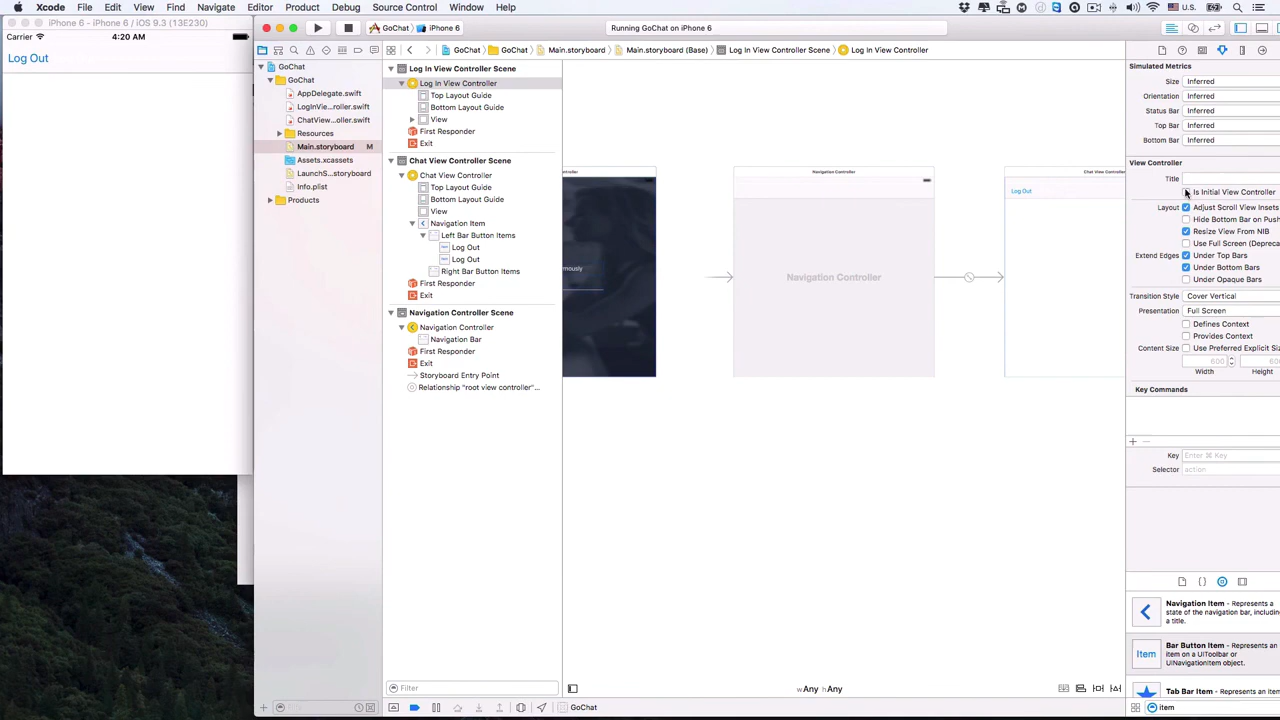 Xcode File Edit View Find Navigate Editor Product Debug Source Control Window Help U.S.
iPhone 6 - iPhone 6 / iOS 9.3 (13E230)
Carrier 4:20 AM
Log Out
GoChat iPhone 6 Running GoChat on iPhone 6
GoChat GoChat Main.storyboard Main.storyboard (Base) Log In View Controller Scene Log In View Controller
GoChat
GoChat
AppDelegate.swift
LogInVie...roller.swift
ChatView...oller.swift
Resources
Main.storyboard M
Assets.xcassets
LaunchS...storyboard
Info.plist
Products
Log In View Controller Scene
Log In View Controller
Top Layout Guide
Bottom Layout Guide
View
First Responder
Exit
Chat View Controller Scene
Chat View Controller
Top Layout Guide
Bottom Layout Guide
View
Navigation Item
Left Bar Button Items
Log Out
Log Out
Right Bar Button Items
First Responder
Exit
Navigation Controller Scene
Navigation Controller
Navigation Bar
First Responder
Exit
Storyboard Entry Point
Relationship "root view controller"...
Filter
ntroller
mously
Navigation Controller
Navigation Controller
Chat View Controller
Log Out
wAny hAny
GoChat
Simulated Metrics
Size Inferred
Orientation Inferred
Status Bar Inferred
Top Bar Inferred
Bottom Bar Inferred
View Controller
Title
Is Initial View Controller
Layout Adjust Scroll View Insets
Hide Bottom Bar on Push
Resize View From NIB
Use Full Screen (Depreca
Extend Edges Under Top Bars
Under Bottom Bars
Under Opaque Bars
Transition Style Cover Vertical
Presentation Full Screen
Defines Context
Provides Context
Content Size Use Preferred Explicit Siz
600 600
Width Height
Key Commands
Key Enter ⌘ Key
Selector action
Navigation Item - Represents a
state of the navigation bar, including
a title.
Item
Bar Button Item - Represents an
item on a UIToolbar or
UINavigationItem object.
Tab Bar Item - Represents an
item